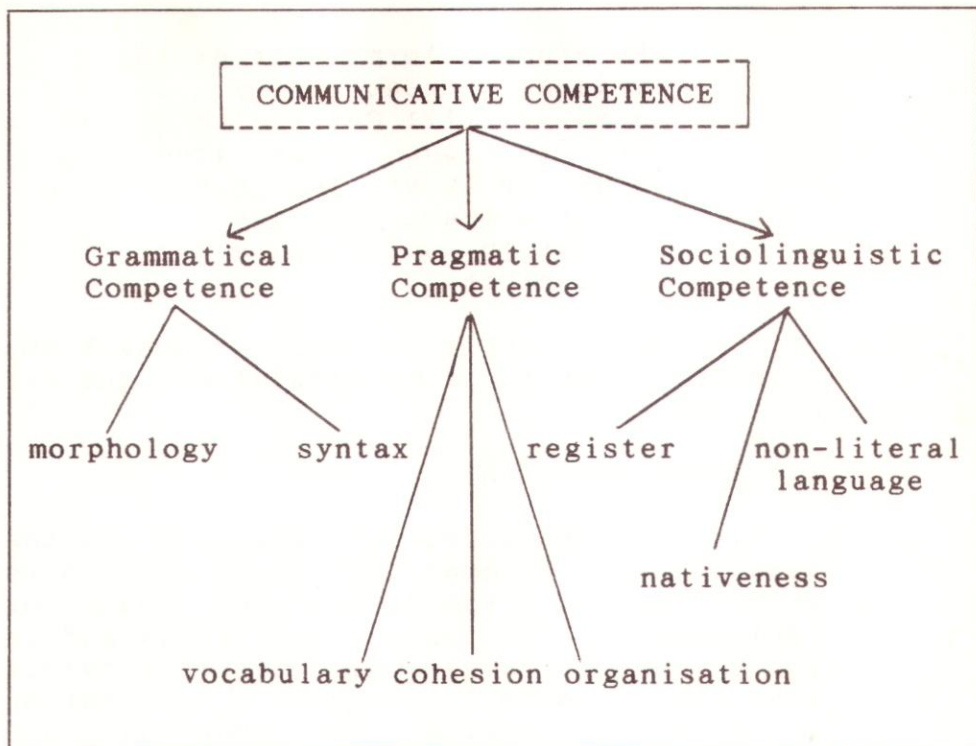 COMMUNICATIVE COMPETENCE
Grammatical
Competence
Pragmatic
Competence
Sociolinguistic
Competence
morphology
syntax
register
non-literal
language
nativeness
vocabulary cohesion organisation